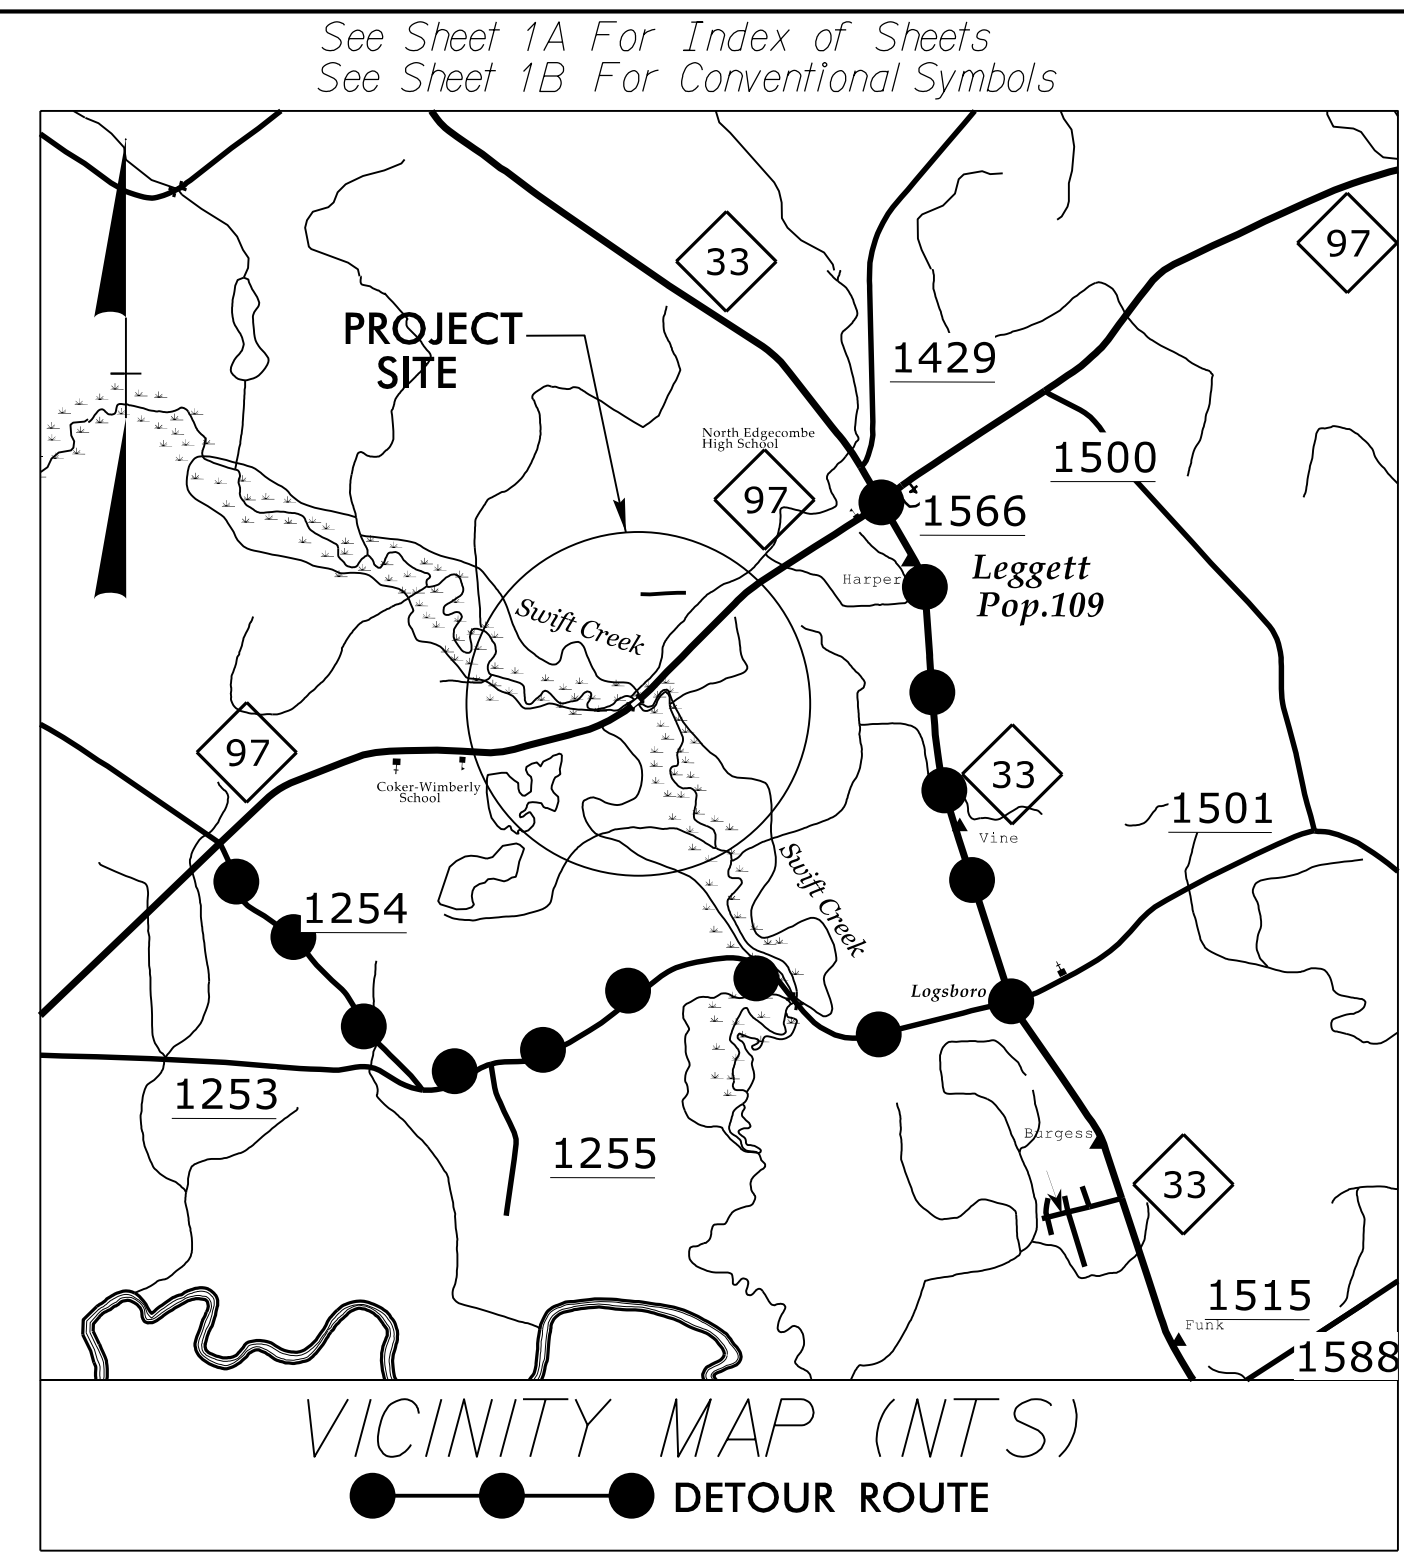 See Sheet 1A For Index of Sheets
See Sheet 1B For Conventional Symbols
33
97
PROJECT
SITE
1429
North Edgecombe
High School
97
1500
1566
Leggett
Pop.109
Harper
Swift Creek
97
33
Coker-Wimberly
School
1501
Vine
Swift Creek
1254
Logsboro
1253
1255
Burgess
33
1515
Funk
1588
VICINITY MAP (NTS)
DETOUR ROUTE